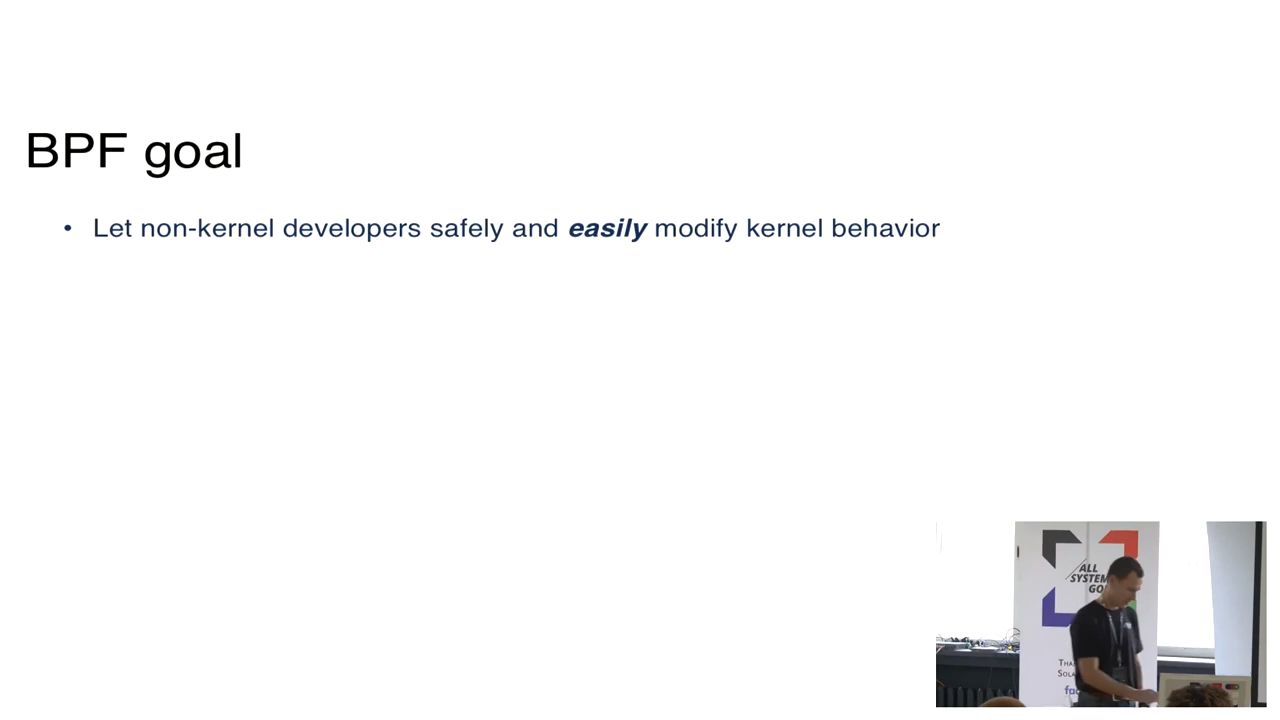 BPF goal
• Let non-kernel developers safely and easily modify kernel behavior
ALL
SYSTEM
GO